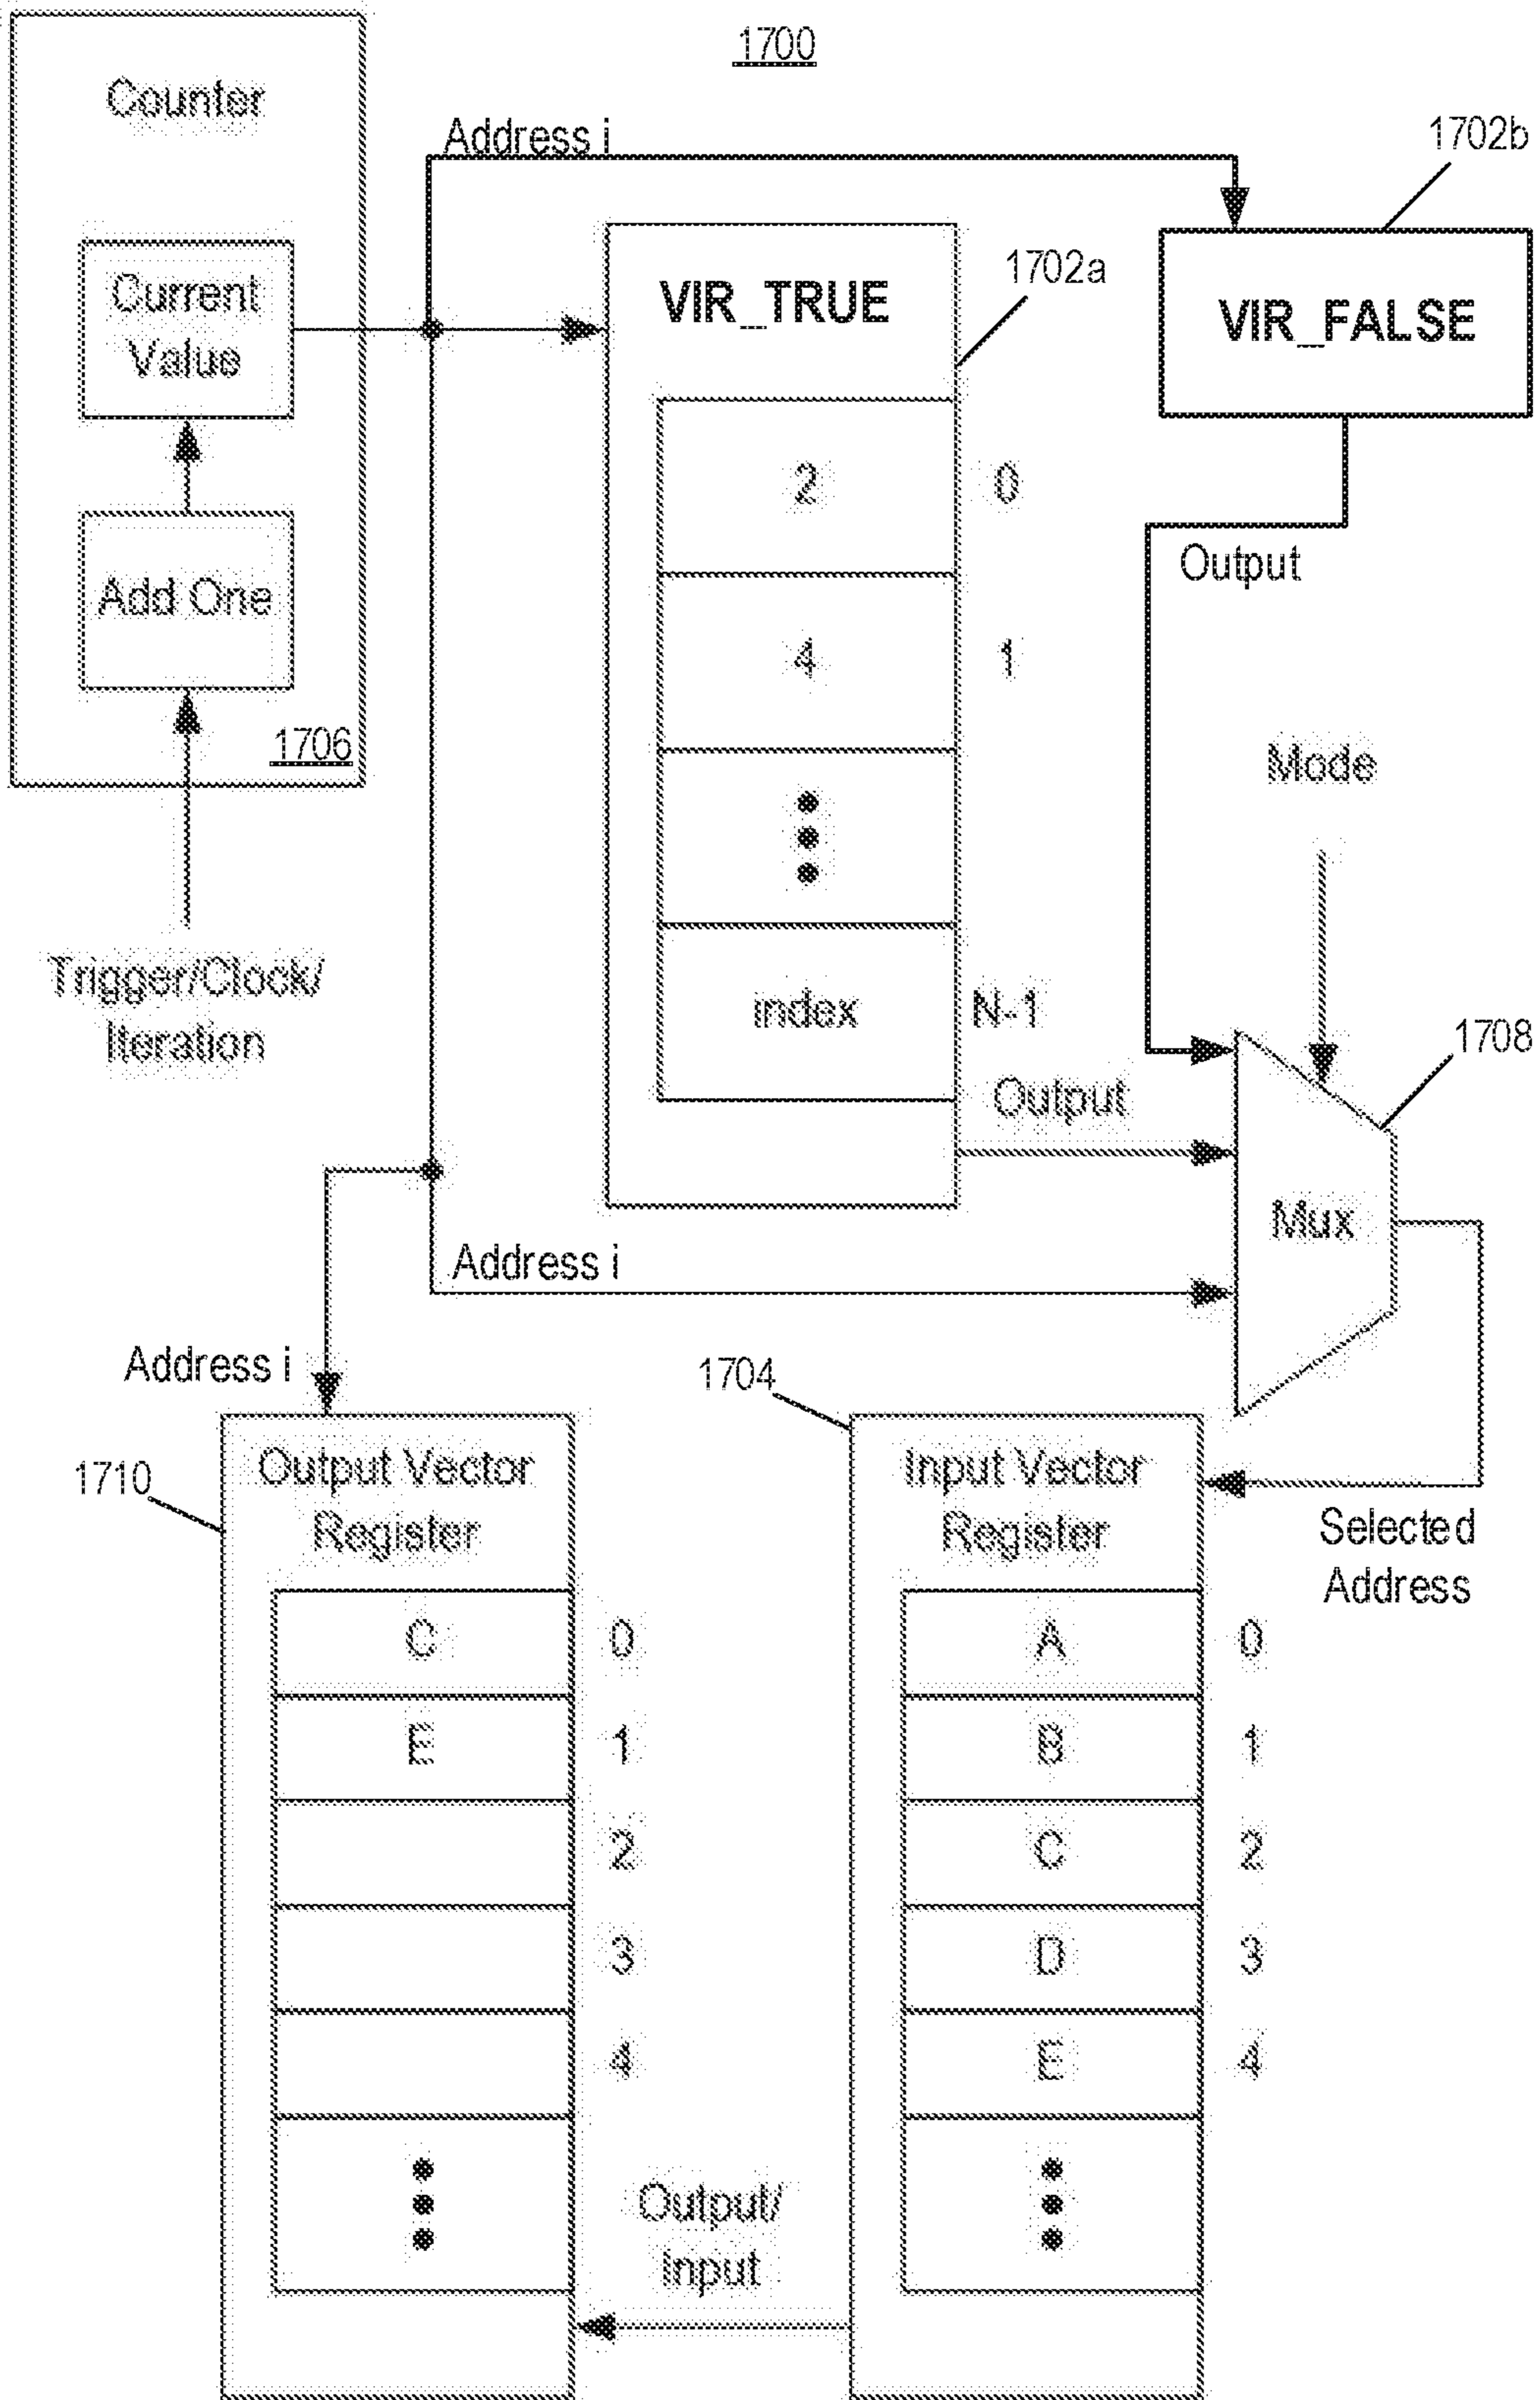 1700
Counter
Address i
1702b
Current
Value
VIR_TRUE
1702a
VIR_FALSE
2
0
Output
Add One
4
1
1706
Mode
Trigger/Clock/
Iteration
index
N-1
1708
Output
Mux
Address i
Address i
1704
1710
Output Vector
Register
Input Vector
Register
Selected
Address
C
0
A
0
E
1
B
1
2
C
2
3
D
3
4
E
4
Output/
Input